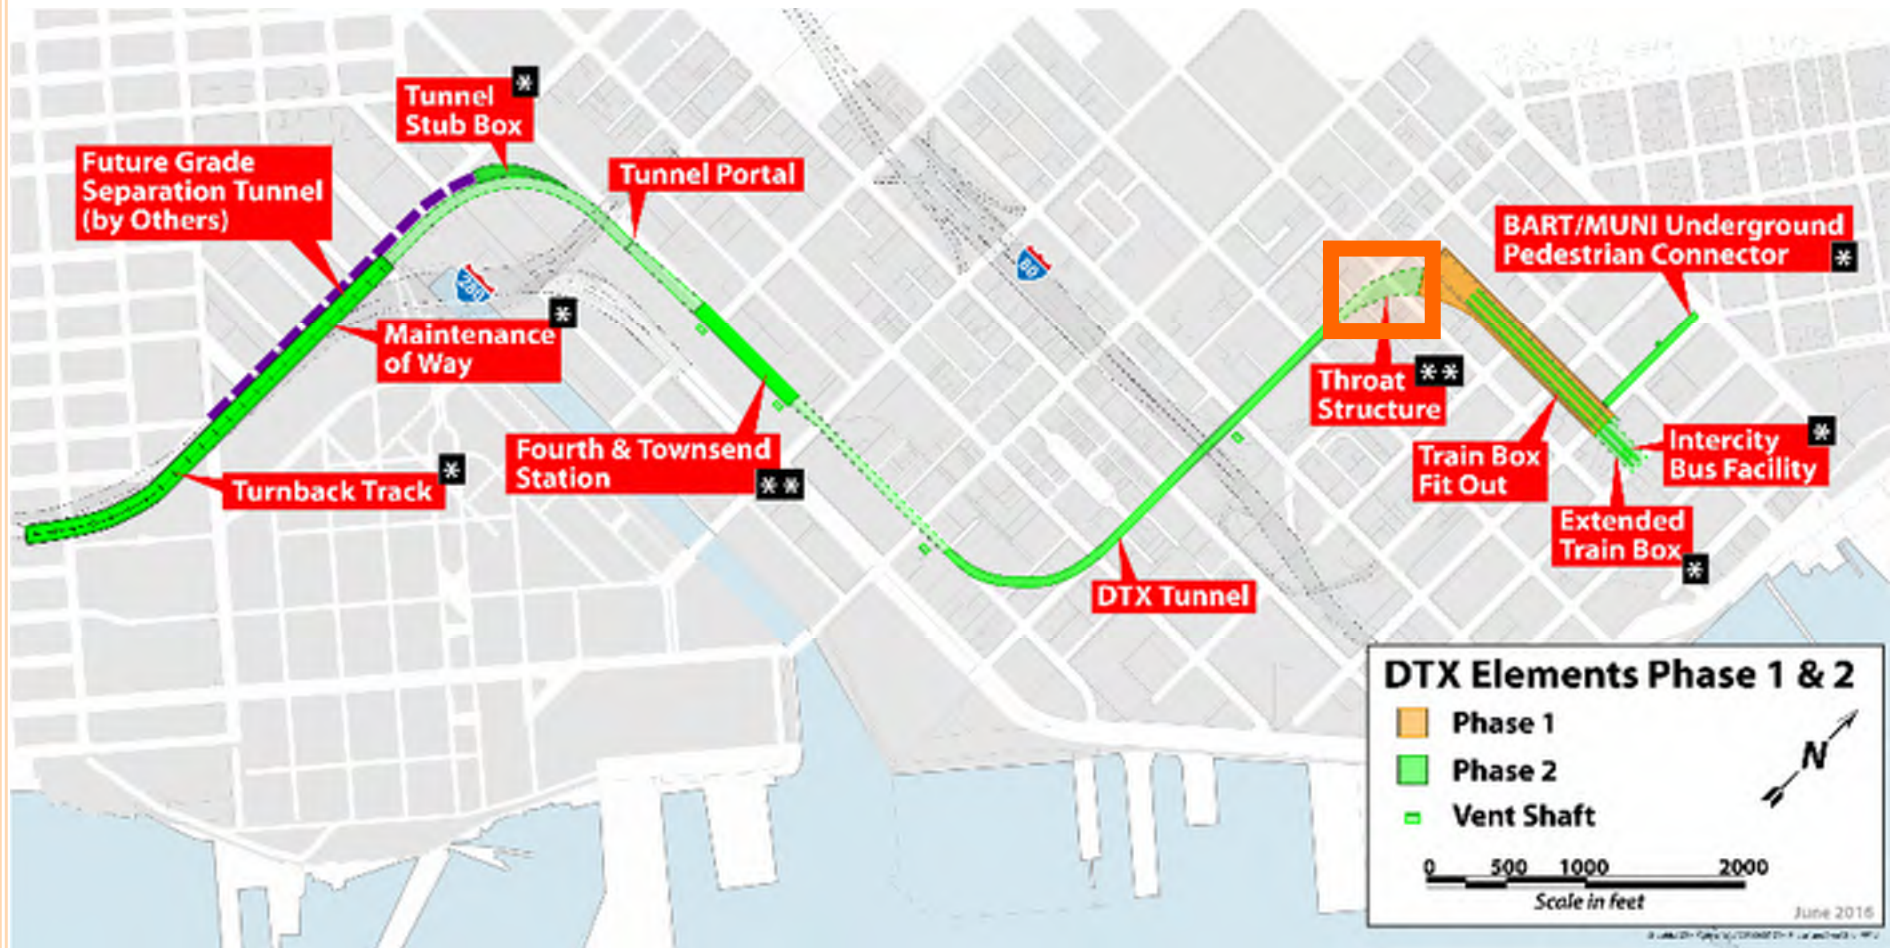 Tunnel
Stub Box
*
Future Grade
Separation Tunnel
(by Others)
Tunnel Portal
BART/MUNI Underground
Pedestrian Connector
*
280
80
Maintenance
of Way
*
Throat
Structure
**
Fourth & Townsend
Station
**
Turnback Track
*
Train Box
Fit Out
Intercity
Bus Facility
*
Extended
Train Box
*
DTX Tunnel
DTX Elements Phase 1 & 2
Phase 1
Phase 2
Vent Shaft
N
0 500 1000 2000
Scale in feet
June 2016